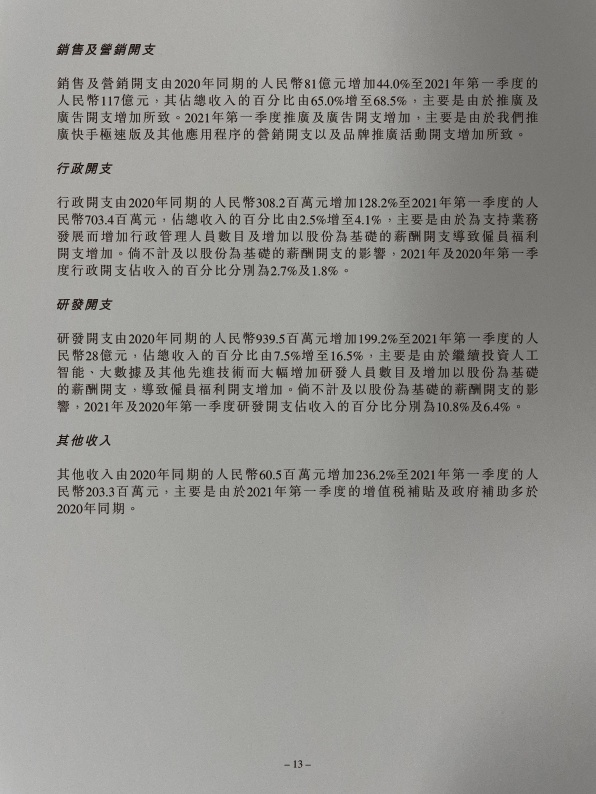 銷售及營銷開支
銷售及營銷開支由2020年同期的人民幣81億元增加44.0%至2021年第一季度的
人民幣117億元，其佔總收入的百分比由65.0%增至68.5%，主要是由於推廣及
廣告開支增加所致。2021年第一季度推廣及廣告開支增加，主要是由於我們推
廣快手極速版及其他應用程序的營銷開支以及品牌推廣活動開支增加所致。
行政開支
行政開支由2020年同期的人民幣308.2百萬元增加128.2%至2021年第一季度的人
民幣703.4百萬元，佔總收入的百分比由2.5%增至4.1%，主要是由於為支持業務
發展而增加行政管理人員數目及增加以股份為基礎的薪酬開支導致僱員福利
開支增加。倘不計及以股份為基礎的薪酬開支的影響，2021年及2020年第一季
度行政開支佔收入的百分比分別為2.7%及1.8%。
研發開支
研發開支由2020年同期的人民幣939.5百萬元增加199.2%至2021年第一季度的人
民幣28億元，佔總收入的百分比由7.5%增至16.5%，主要是由於繼續投資人工
智能、大數據及其他先進技術而大幅增加研發人員數目及增加以股份為基礎
的薪酬開支，導致僱員福利開支增加。倘不計及以股份為基礎的薪酬開支的影
響，2021年及2020年第一季度研發開支佔收入的百分比分別為10.8%及6.4%。
其他收入
其他收入由2020年同期的人民幣60.5百萬元增加236.2%至2021年第一季度的人
民幣203.3百萬元，主要是由於2021年第一季度的增值稅補貼及政府補助多於
2020年同期。
– 13 –